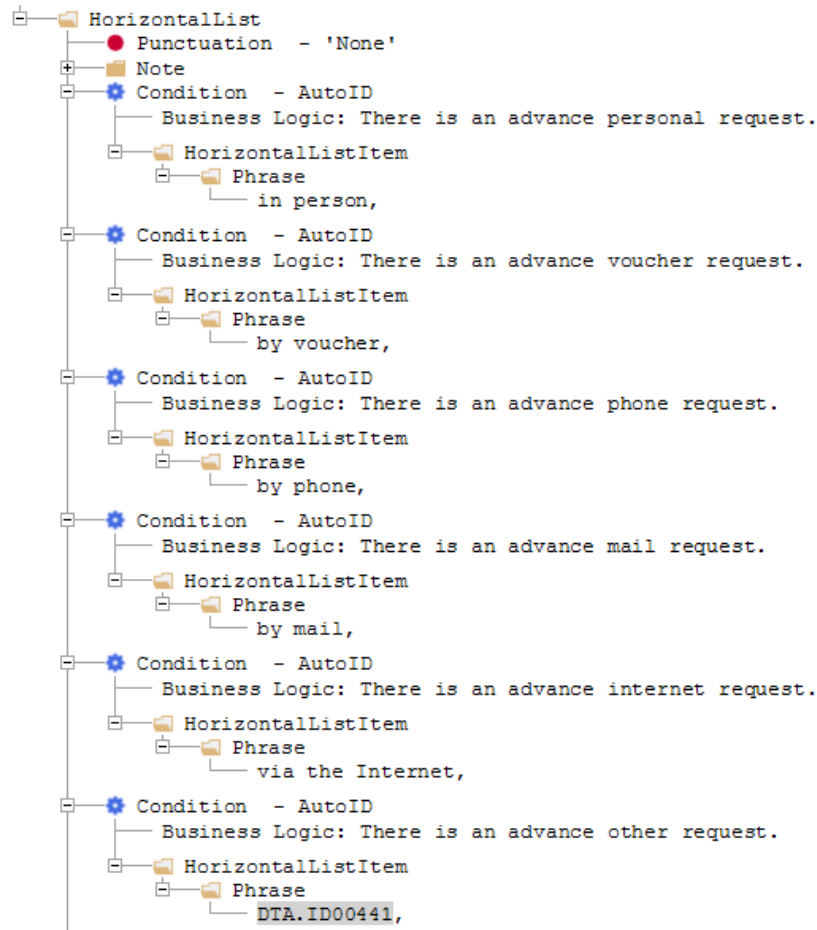 HorizontalList
Punctuation - 'None'
Note
Condition - AutoID
Business Logic: There is an advance personal request.
HorizontalListItem
Phrase
in person,
Condition - AutoID
Business Logic: There is an advance voucher request.
HorizontalListItem
Phrase
by voucher,
Condition - AutoID
Business Logic: There is an advance phone request.
HorizontalListItem
Phrase
by phone,
Condition - AutoID
Business Logic: There is an advance mail request.
HorizontalListItem
Phrase
by mail,
Condition - AutoID
Business Logic: There is an advance internet request.
HorizontalListItem
Phrase
via the Internet,
Condition - AutoID
Business Logic: There is an advance other request.
HorizontalListItem
Phrase
DTA.ID00441,